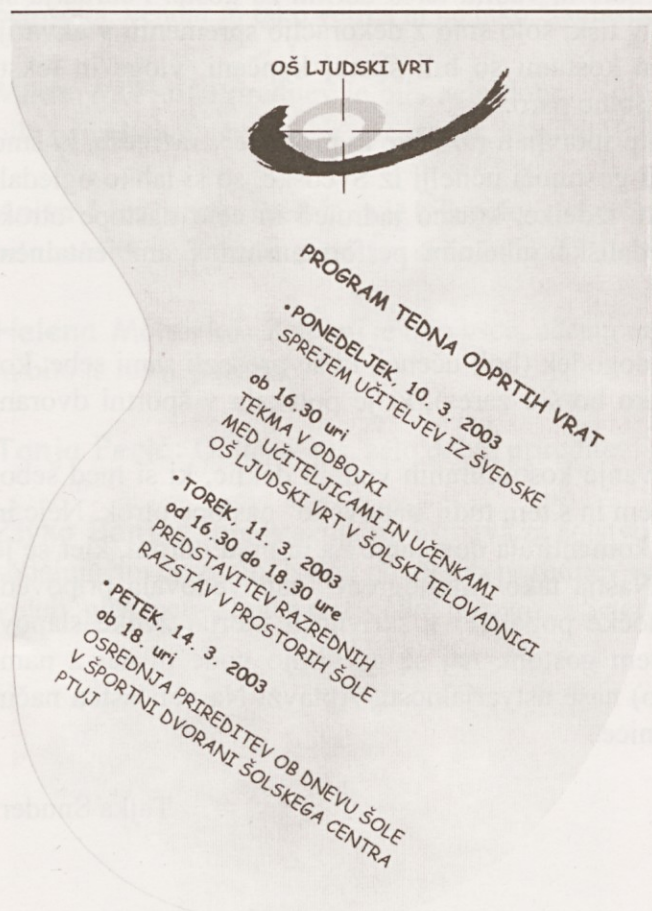 OŠ LJUDSKI VRT
PROGRAM TEDNA ODPRTIH VRAT
• PONEDELJEK, 10. 3. 2003
SPREJEM UČITELJEV IZ ŠVEDSKE
ob 16.30 uri
TEKMA V ODBOJKI
MED UČITELJICAMI IN UČENKAMI
OŠ LJUDSKI VRT V ŠOLSKI TELOVADNICI
• TOREK, 11. 3. 2003
od 16.30 do 18.30 ure
PREDSTAVITEV RAZREDNIH
RAZSTAV V PROSTORIH ŠOLE
• PETEK, 14. 3. 2003
ob 18 uri
OSREDNJA PRIREDITEV OB DNEVU ŠOLE
V ŠPORTNI DVORANI ŠOLSKEGA CENTRA
PTUJ